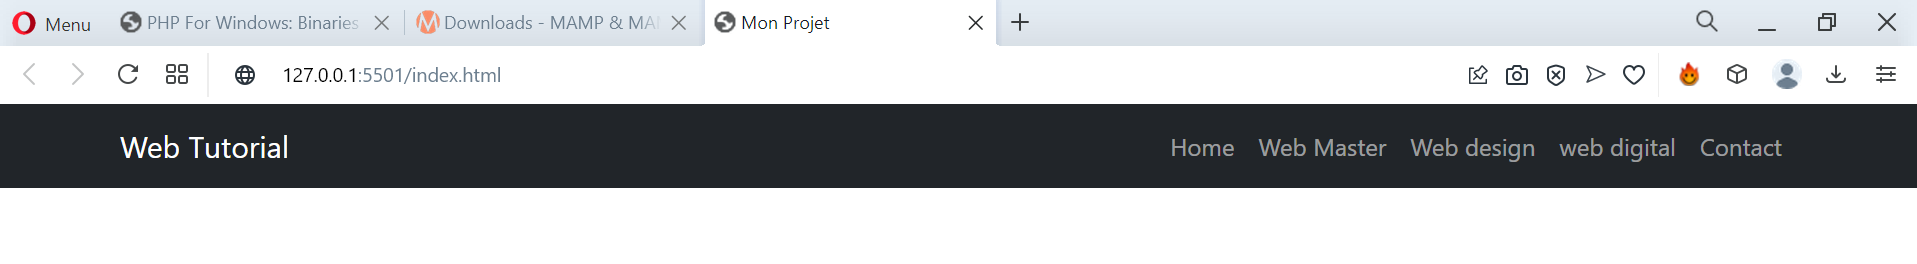 Menu PHP For Windows: Binaries Downloads - MAMP & MA Mon Projet
127.0.0.1:5501/index.html
Web Tutorial Home Web Master Web design web digital Contact